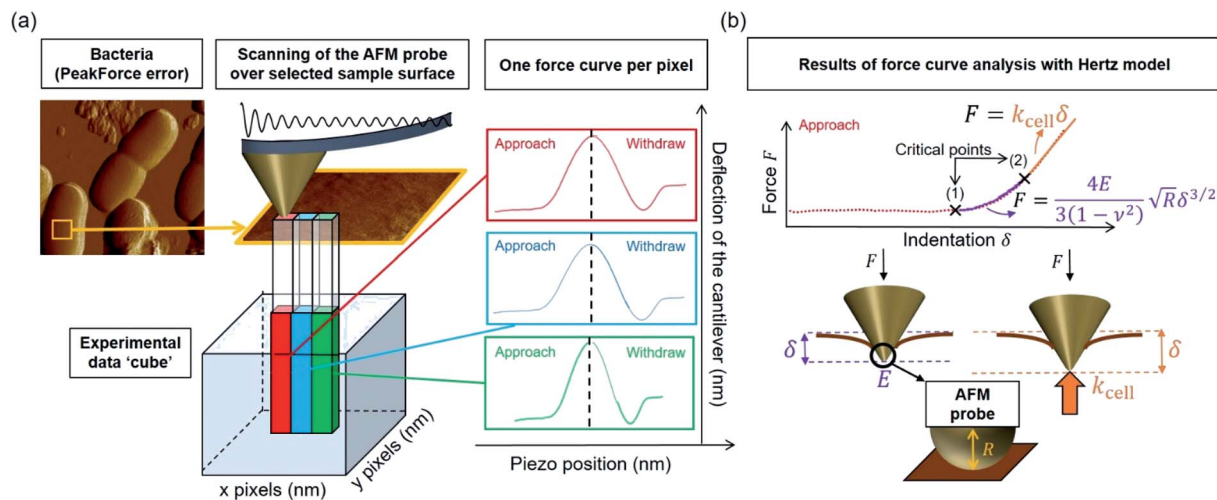 (a)
Bacteria
(PeakForce error)
Scanning of the AFM probe
over selected sample surface
One force curve per pixel
Approach
Withdraw
Approach
Withdraw
Approach
Withdraw
Deflection of the cantilever (nm)
Piezo position (nm)
Experimental
data ‘cube’
x pixels (nm)
y pixels (nm)
(b)
Results of force curve analysis with Hertz model
Approach
F = k_cell δ
Critical points
(1)
(2)
F = 4E / 3(1 − ν²) √R δ^3/2
Force F
Indentation δ
F
F
δ
E
δ
k_cell
AFM
probe
R